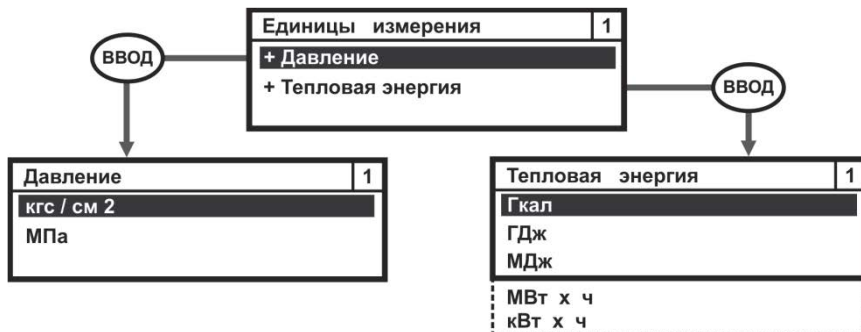 Единицы измерения 1
+ Давление
+ Тепловая энергия
ВВОД
ВВОД
Давление 1
кгс / см 2
МПа
Тепловая энергия 1
Гкал
ГДж
МДж
МВт х ч
кВт х ч